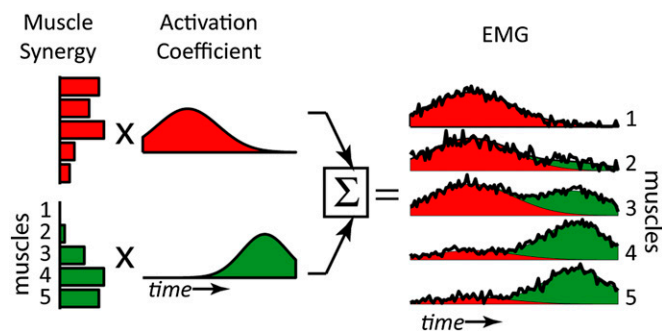 Muscle
Synergy
Activation
Coefficient
EMG
X
Σ
=
1
2
3
4
5
muscles
muscles
1
2
3
4
5
X
time
time